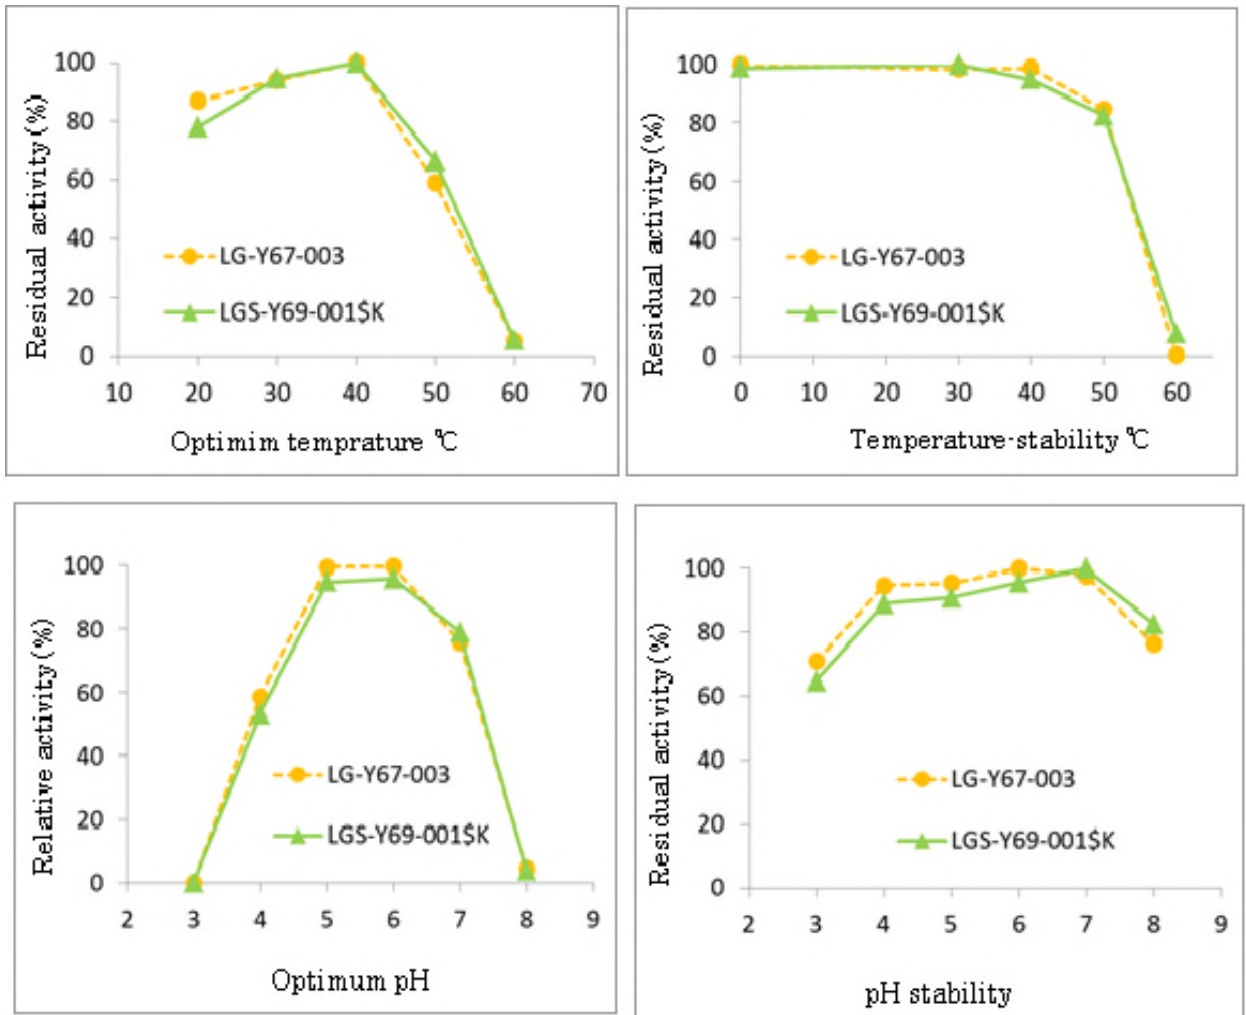 Residual activity (%)
100
80
60
40
20
0
LG-Y67-003
LGS-Y69-001$K
10 20 30 40 50 60 70
Optimim temprature ℃
Residual activity (%)
100
80
60
40
20
0
LG-Y67-003
LGS-Y69-001$K
0 10 20 30 40 50 60
Temperature-stability ℃
Relative activity (%)
100
80
60
40
20
0
LG-Y67-003
LGS-Y69-001$K
2 3 4 5 6 7 8 9
Optimum pH
Residual activity (%)
100
80
60
40
20
0
LG-Y67-003
LGS-Y69-001$K
2 3 4 5 6 7 8 9
pH stability